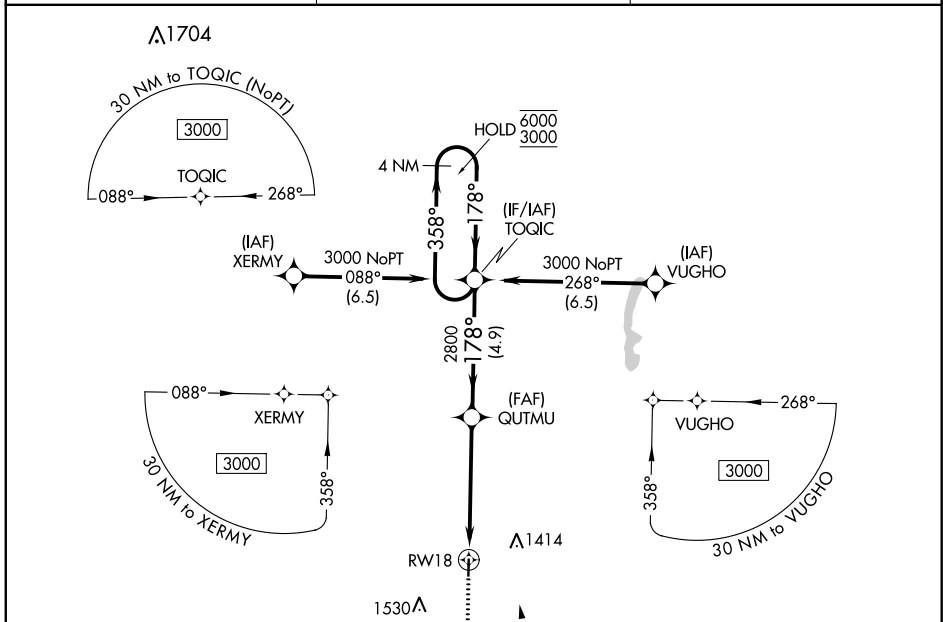 1704
30 NM to TOQIC (NoPT)
3000
TOQIC
088°
268°
HOLD 6000
3000
4 NM
358°
178°
(IF/IAF)
TOQIC
(IAF)
XERMY
3000 NoPT
088°
(6.5)
(IAF)
VUGHO
3000 NoPT
268°
(6.5)
2800
178°
(4.9)
(FAF)
QUTMU
088°
XERMY
3000
358°
30 NM to XERMY
268°
VUGHO
3000
358°
30 NM to VUGHO
1414
RW18
1530